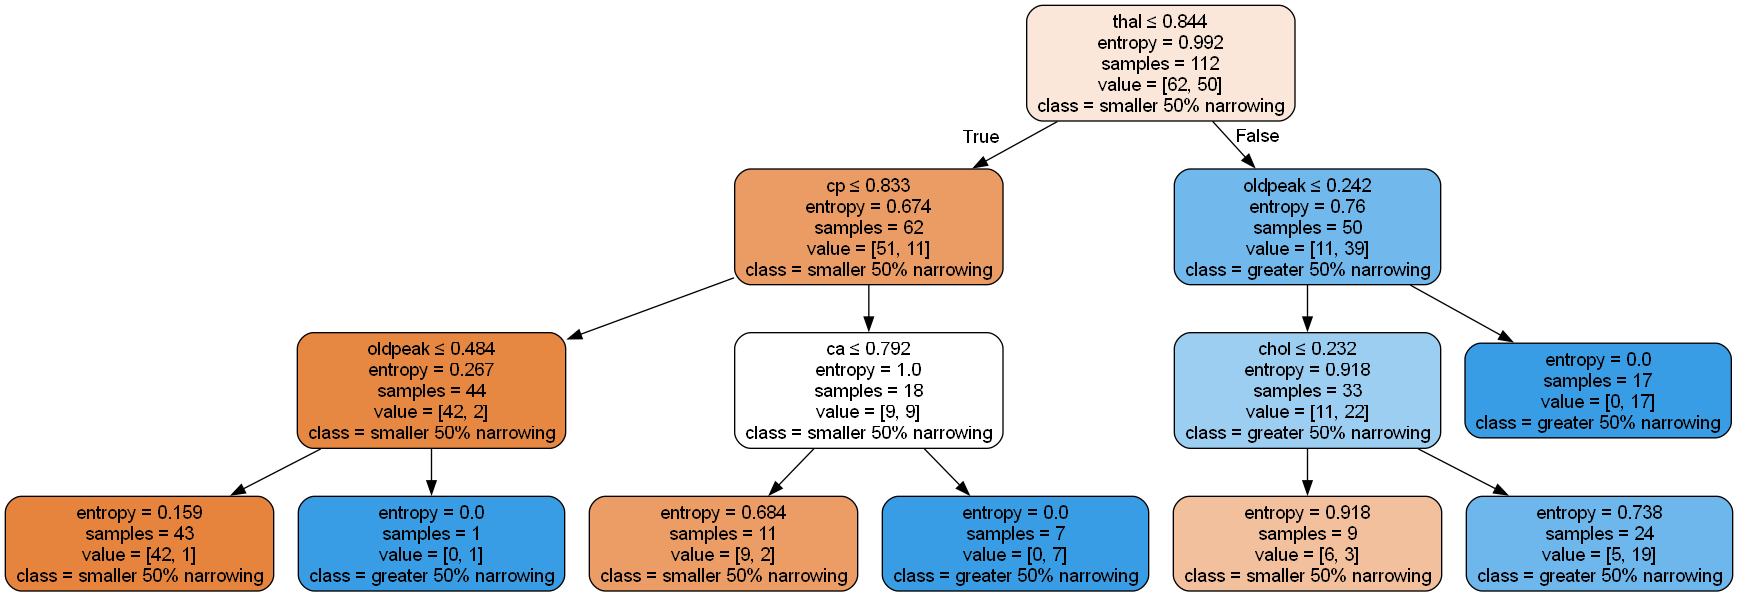 thal ≤ 0.844
entropy = 0.992
samples = 112
value = [62, 50]
class = smaller 50% narrowing
True
False
cp ≤ 0.833
entropy = 0.674
samples = 62
value = [51, 11]
class = smaller 50% narrowing
oldpeak ≤ 0.242
entropy = 0.76
samples = 50
value = [11, 39]
class = greater 50% narrowing
oldpeak ≤ 0.484
entropy = 0.267
samples = 44
value = [42, 2]
class = smaller 50% narrowing
ca ≤ 0.792
entropy = 1.0
samples = 18
value = [9, 9]
class = smaller 50% narrowing
chol ≤ 0.232
entropy = 0.918
samples = 33
value = [11, 22]
class = greater 50% narrowing
entropy = 0.0
samples = 17
value = [0, 17]
class = greater 50% narrowing
entropy = 0.159
samples = 43
value = [42, 1]
class = smaller 50% narrowing
entropy = 0.0
samples = 1
value = [0, 1]
class = greater 50% narrowing
entropy = 0.684
samples = 11
value = [9, 2]
class = smaller 50% narrowing
entropy = 0.0
samples = 7
value = [0, 7]
class = greater 50% narrowing
entropy = 0.918
samples = 9
value = [6, 3]
class = smaller 50% narrowing
entropy = 0.738
samples = 24
value = [5, 19]
class = greater 50% narrowing